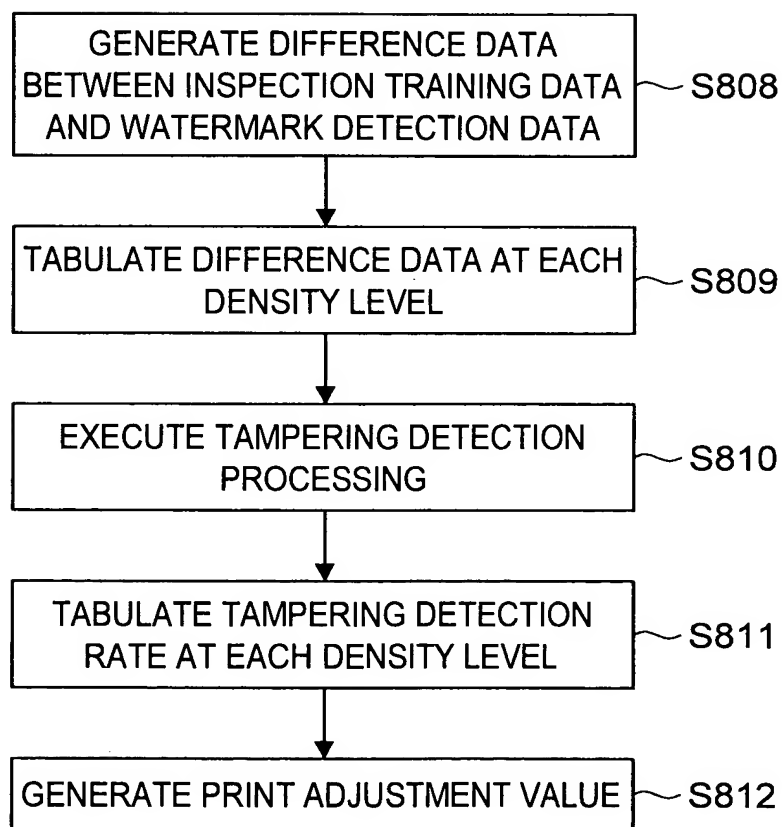 GENERATE DIFFERENCE DATA
BETWEEN INSPECTION TRAINING DATA
AND WATERMARK DETECTION DATA
S808
TABULATE DIFFERENCE DATA AT EACH
DENSITY LEVEL
S809
EXECUTE TAMPERING DETECTION
PROCESSING
S810
TABULATE TAMPERING DETECTION
RATE AT EACH DENSITY LEVEL
S811
GENERATE PRINT ADJUSTMENT VALUE
S812